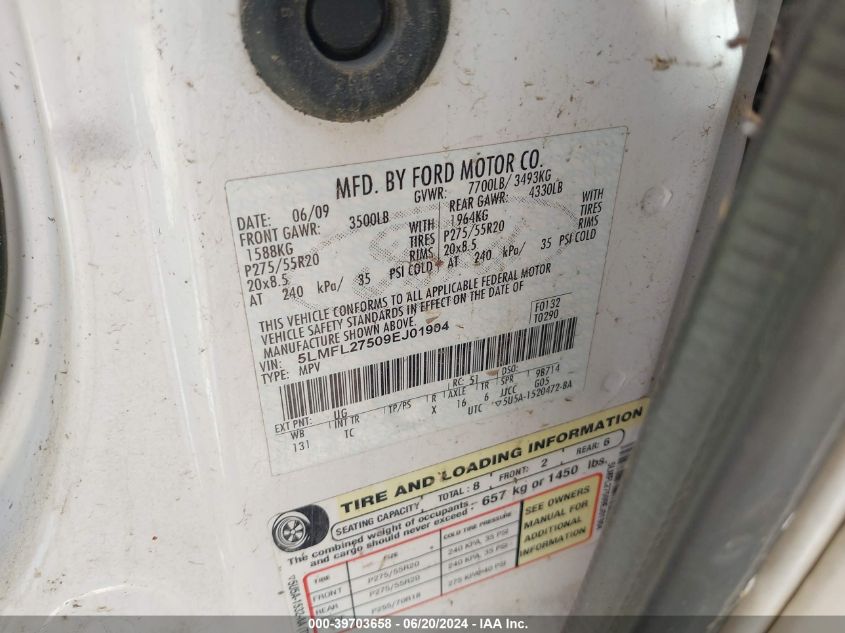 MFD. BY FORD MOTOR CO.
DATE: 06/09 GVWR: 7700LB/ 3493KG
FRONT GAWR: 3500LB REAR GAWR: 4330LB
1588KG WITH 1964KG WITH
P275/55R20 TIRES P275/55R20 TIRES
20x8.5 RIMS 20x8.5 RIMS
AT 240 kPa/ 35 PSI COLD AT 240 kPa/ 35 PSI COLD
THIS VEHICLE CONFORMS TO ALL APPLICABLE FEDERAL MOTOR
VEHICLE SAFETY STANDARDS IN EFFECT ON THE DATE OF
MANUFACTURE SHOWN ABOVE.
F0132
T0290
VIN: 5LMFL27509EJ01904
TYPE: MPV
EXT PNT: UG RC: 51 DSO: 98714
WB INT TR TP/PS R AXLE TR SPR
131 TC X 16 6 JJCC G05
UTC ▽5U5A-1520472-BA
TIRE AND LOADING INFORMATION
SEATING CAPACITY TOTAL: 8 FRONT: 2 REAR: 6
The combined weight of occupants
and cargo should never exceed: 657 kg or 1450 lbs.
TIRE SIZE COLD TIRE PRESSURE
FRONT P275/55R20 240 KPA, 35 PSI
REAR P275/55R20 240 KPA, 35 PSI
P255/70R18
SEE OWNERS
MANUAL FOR
ADDITIONAL
INFORMATION
IAA-39703658 - 06/20/2024 - IAA